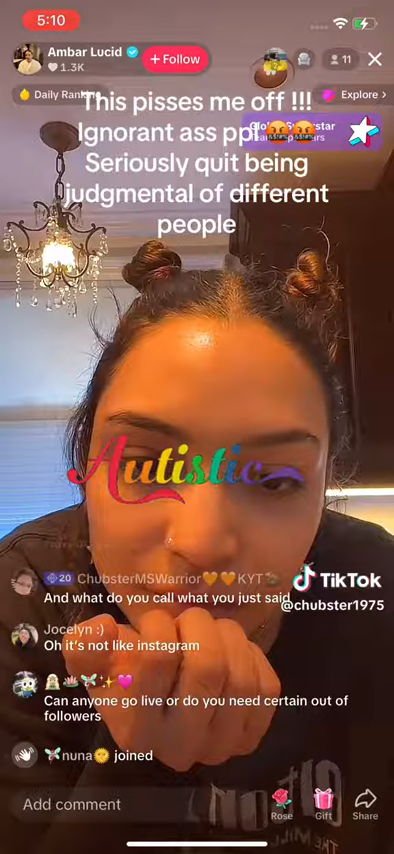 5:10
Ambar Lucid
1.3K
+ Follow
11
Daily Ranking
Explore >
This pisses me off !!!
Ignorant ass ppl🤬🤬
Seriously quit being
judgmental of different
people
Autistic
20 ChubsterMSWarrior🧡🧡KYT
And what do you call what you just said
TikTok
@chubster1975
Jocelyn :)
Oh it's not like instagram
Can anyone go live or do you need certain out of
followers
nuna🌞 joined
Add comment
Rose
Gift
Share